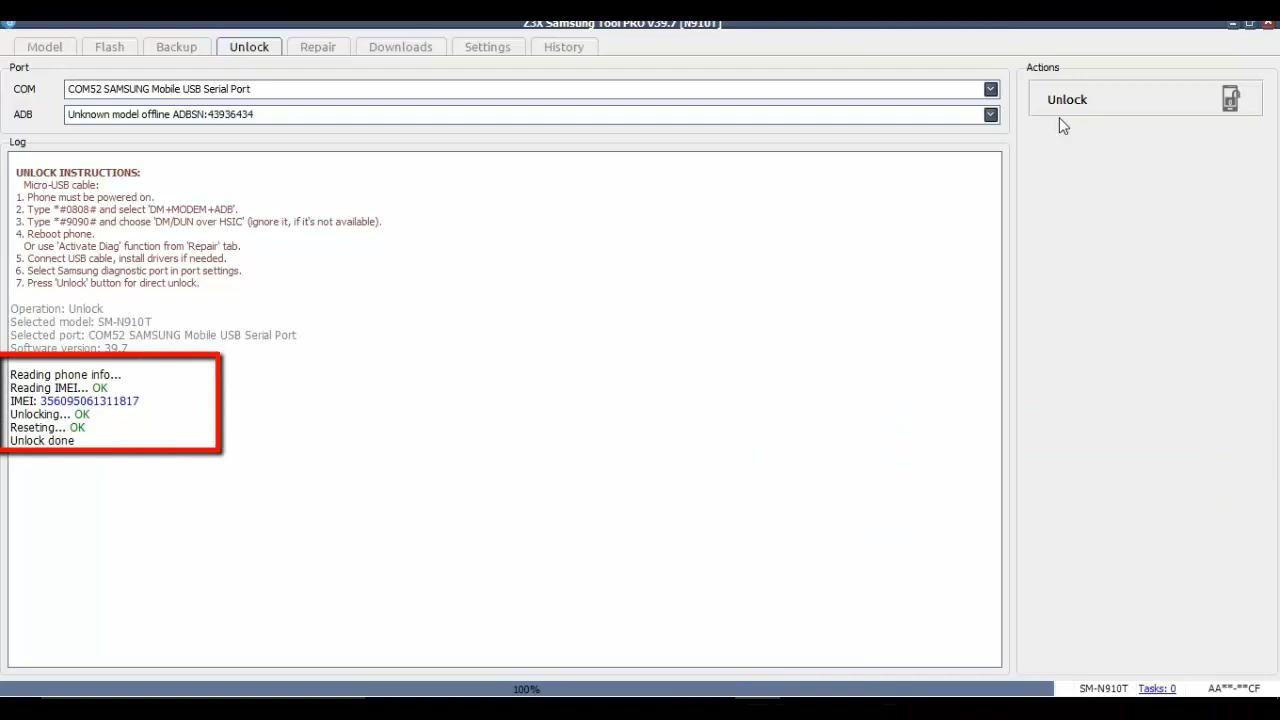 Z3X Samsung Tool PRO v39.7 [N910T]
Model Flash Backup Unlock Repair Downloads Settings History
Port
COM COM52 SAMSUNG Mobile USB Serial Port
ADB Unknown model offline ADBSN:43936434
Actions
Unlock
Log
UNLOCK INSTRUCTIONS:
Micro-USB cable:
1. Phone must be powered on.
2. Type *#0808# and select 'DM+MODEM+ADB'.
3. Type *#9090# and choose 'DM/DUN over HSIC' (ignore it, if it's not available).
4. Reboot phone.
Or use 'Activate Diag' function from 'Repair' tab.
5. Connect USB cable, install drivers if needed.
6. Select Samsung diagnostic port in port settings.
7. Press 'Unlock' button for direct unlock.
Operation: Unlock
Selected model: SM-N910T
Selected port: COM52 SAMSUNG Mobile USB Serial Port
Software version: 39.7
Reading phone info...
Reading IMEI... OK
IMEI: 356095061311817
Unlocking... OK
Reseting... OK
Unlock done
100%
SM-N910T Tasks: 0 AA**-**CF